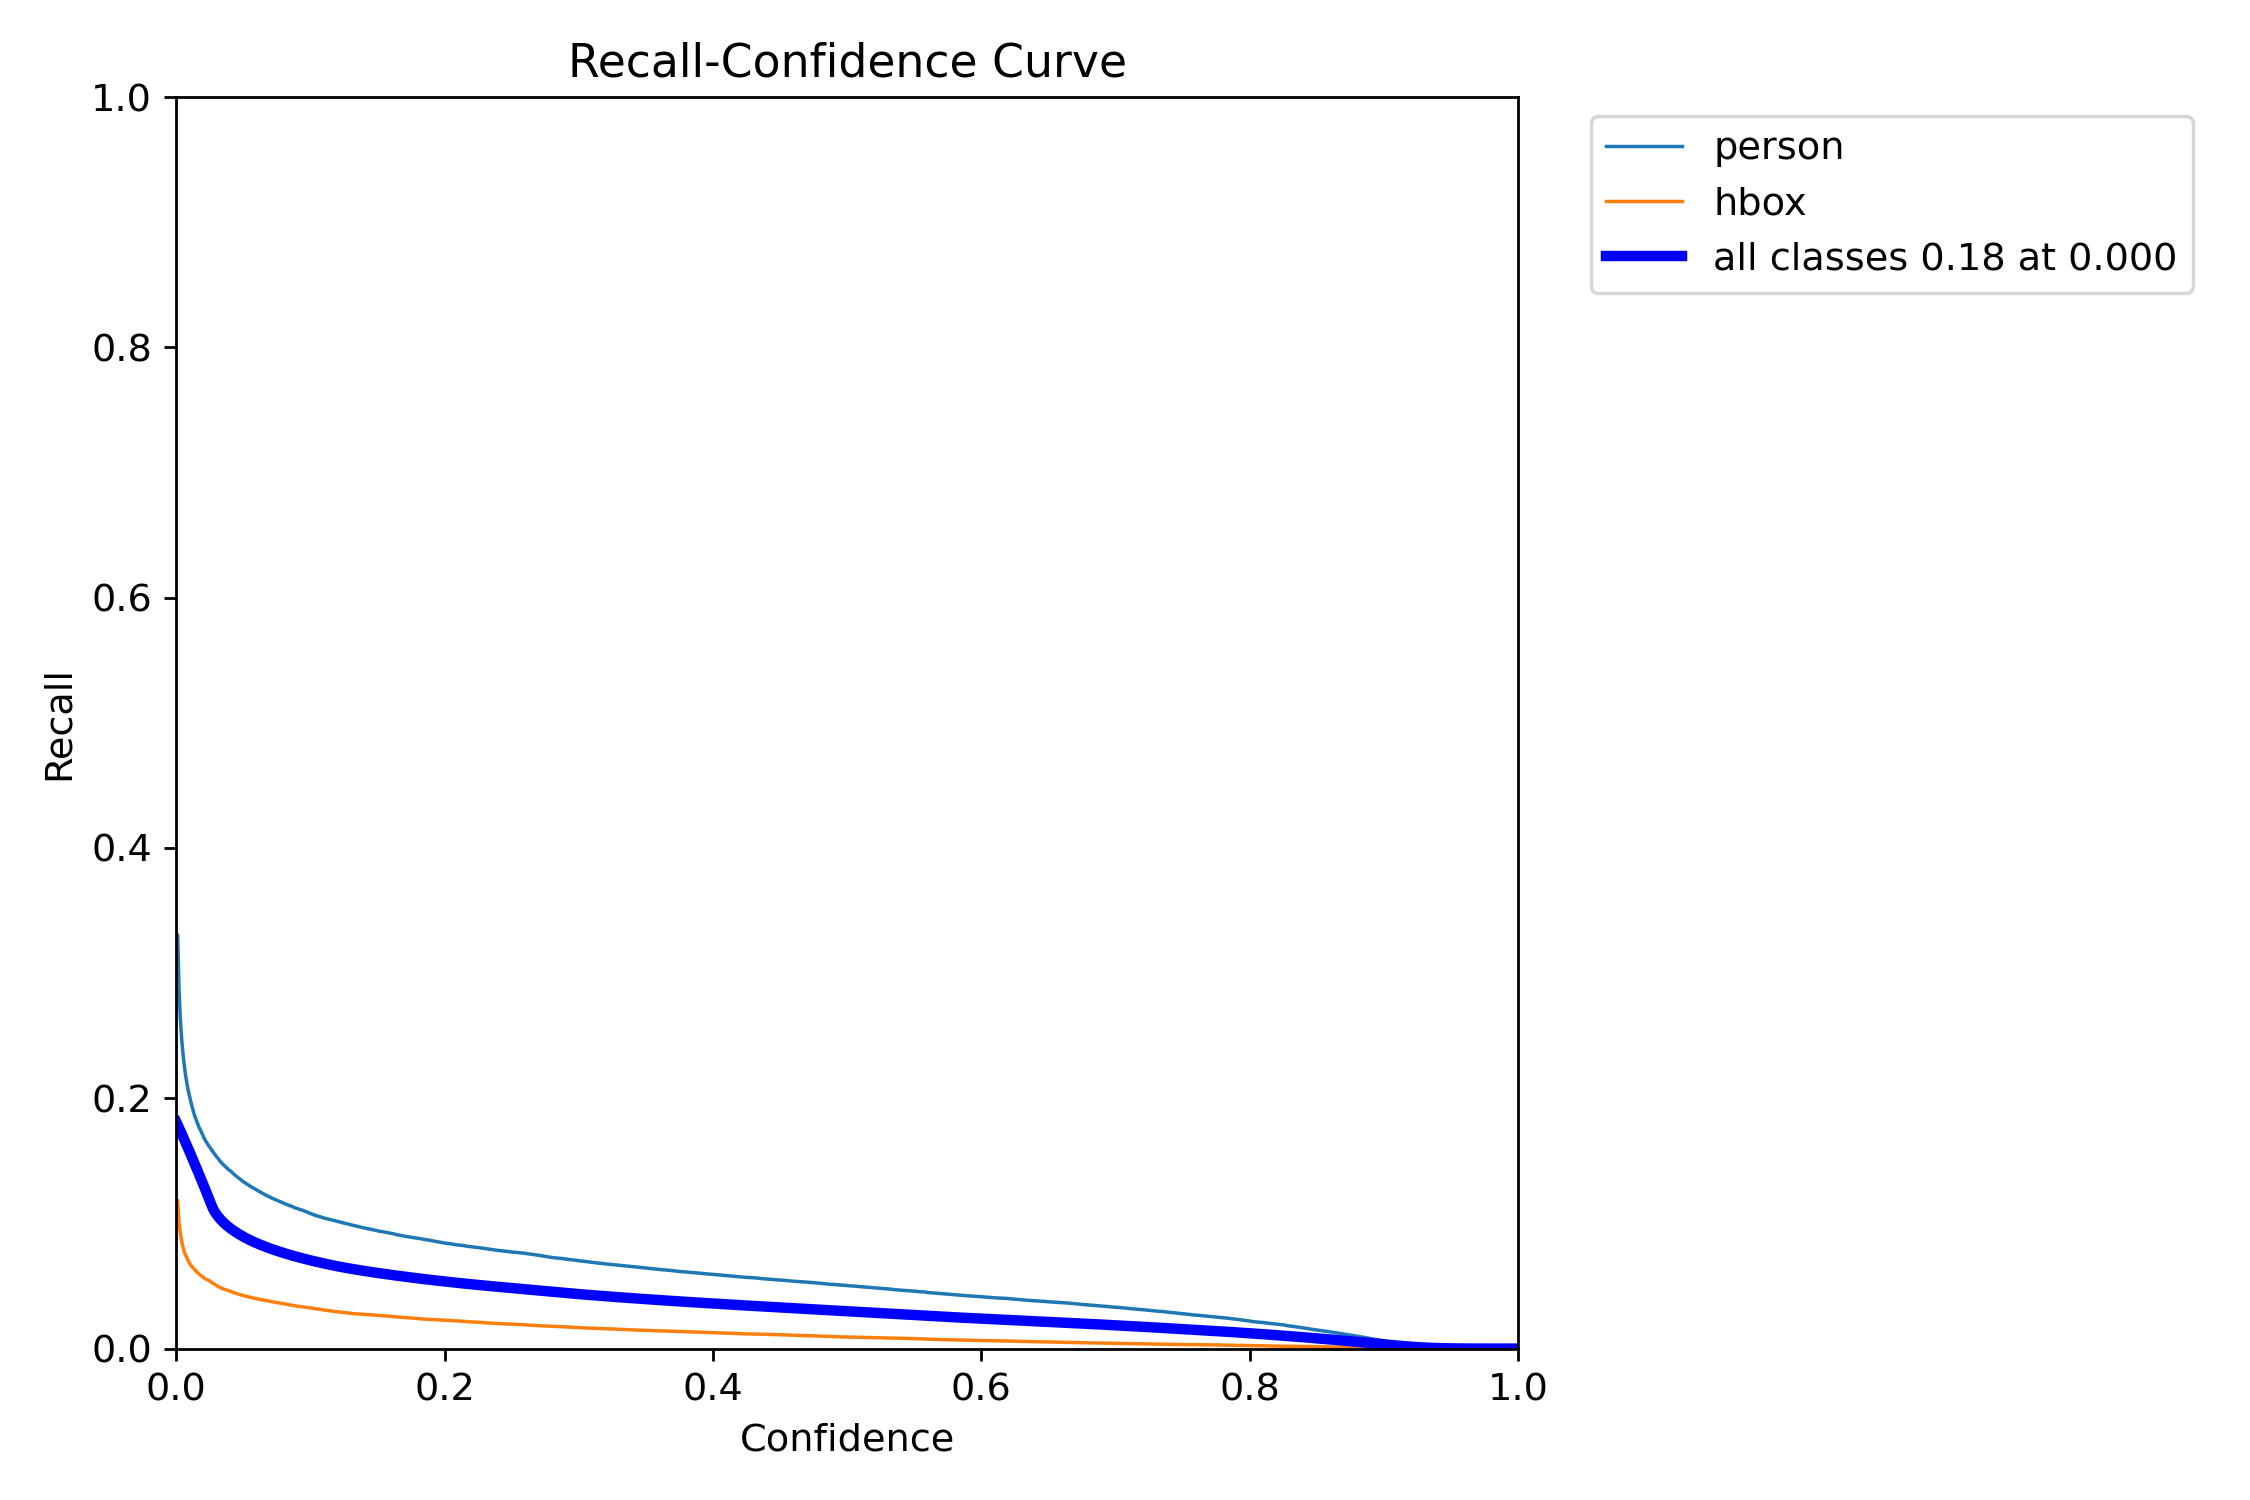 Recall-Confidence Curve
1.0
0.8
0.6
0.4
0.2
0.0
Recall
0.0 0.2 0.4 0.6 0.8 1.0
Confidence
person
hbox
all classes 0.18 at 0.000